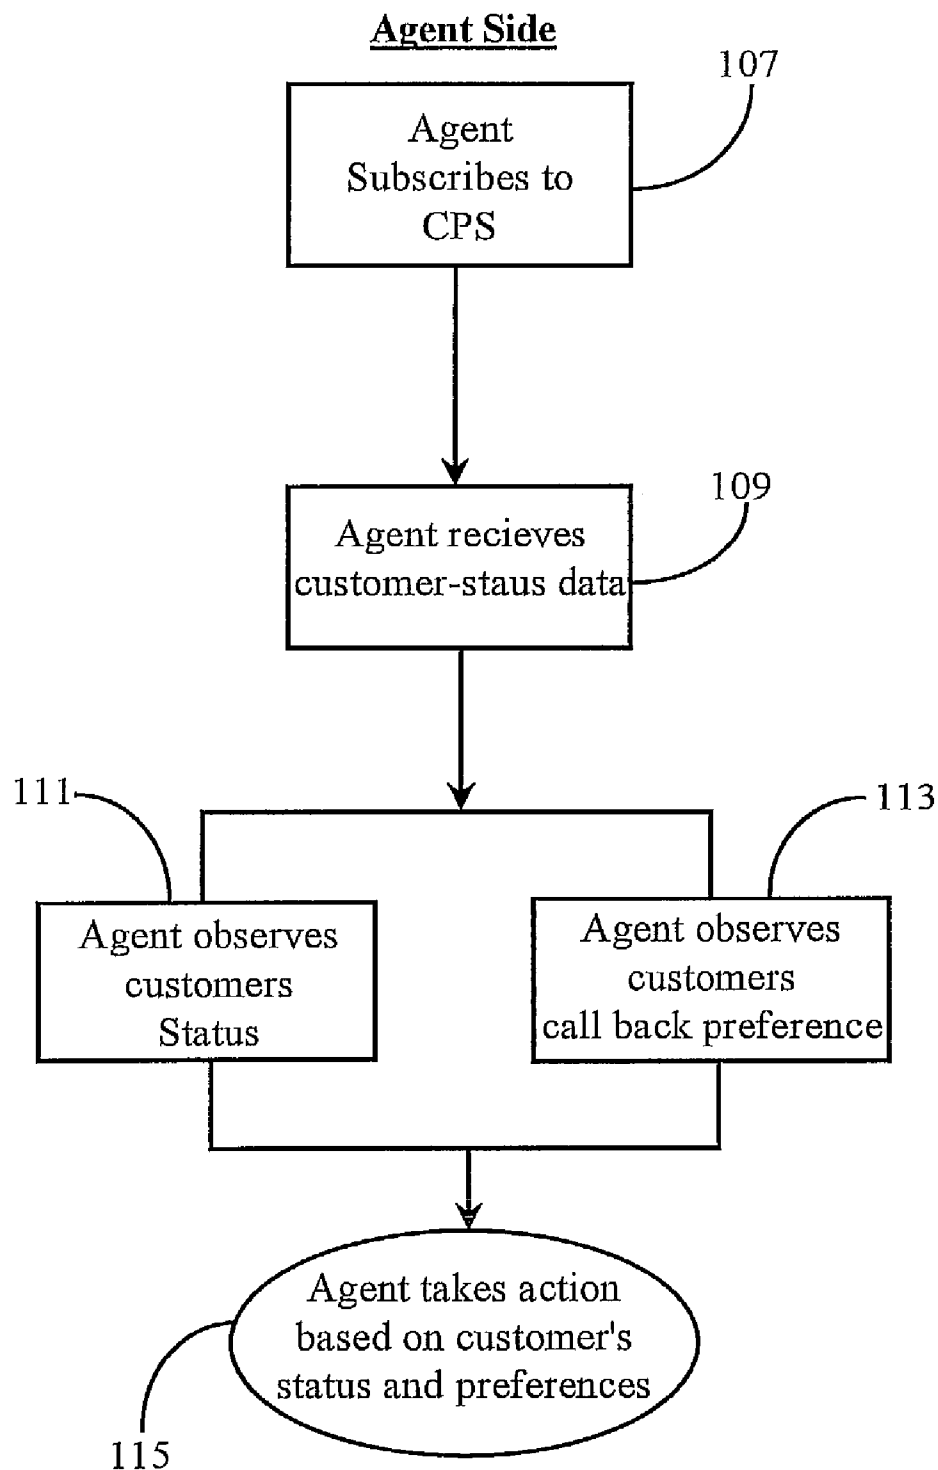 Agent Side
107
Agent
Subscribes to
CPS
109
Agent recieves
customer-staus data
111
113
Agent observes
customers
Status
Agent observes
customers
call back preference
Agent takes action
based on customer's
status and preferences
115